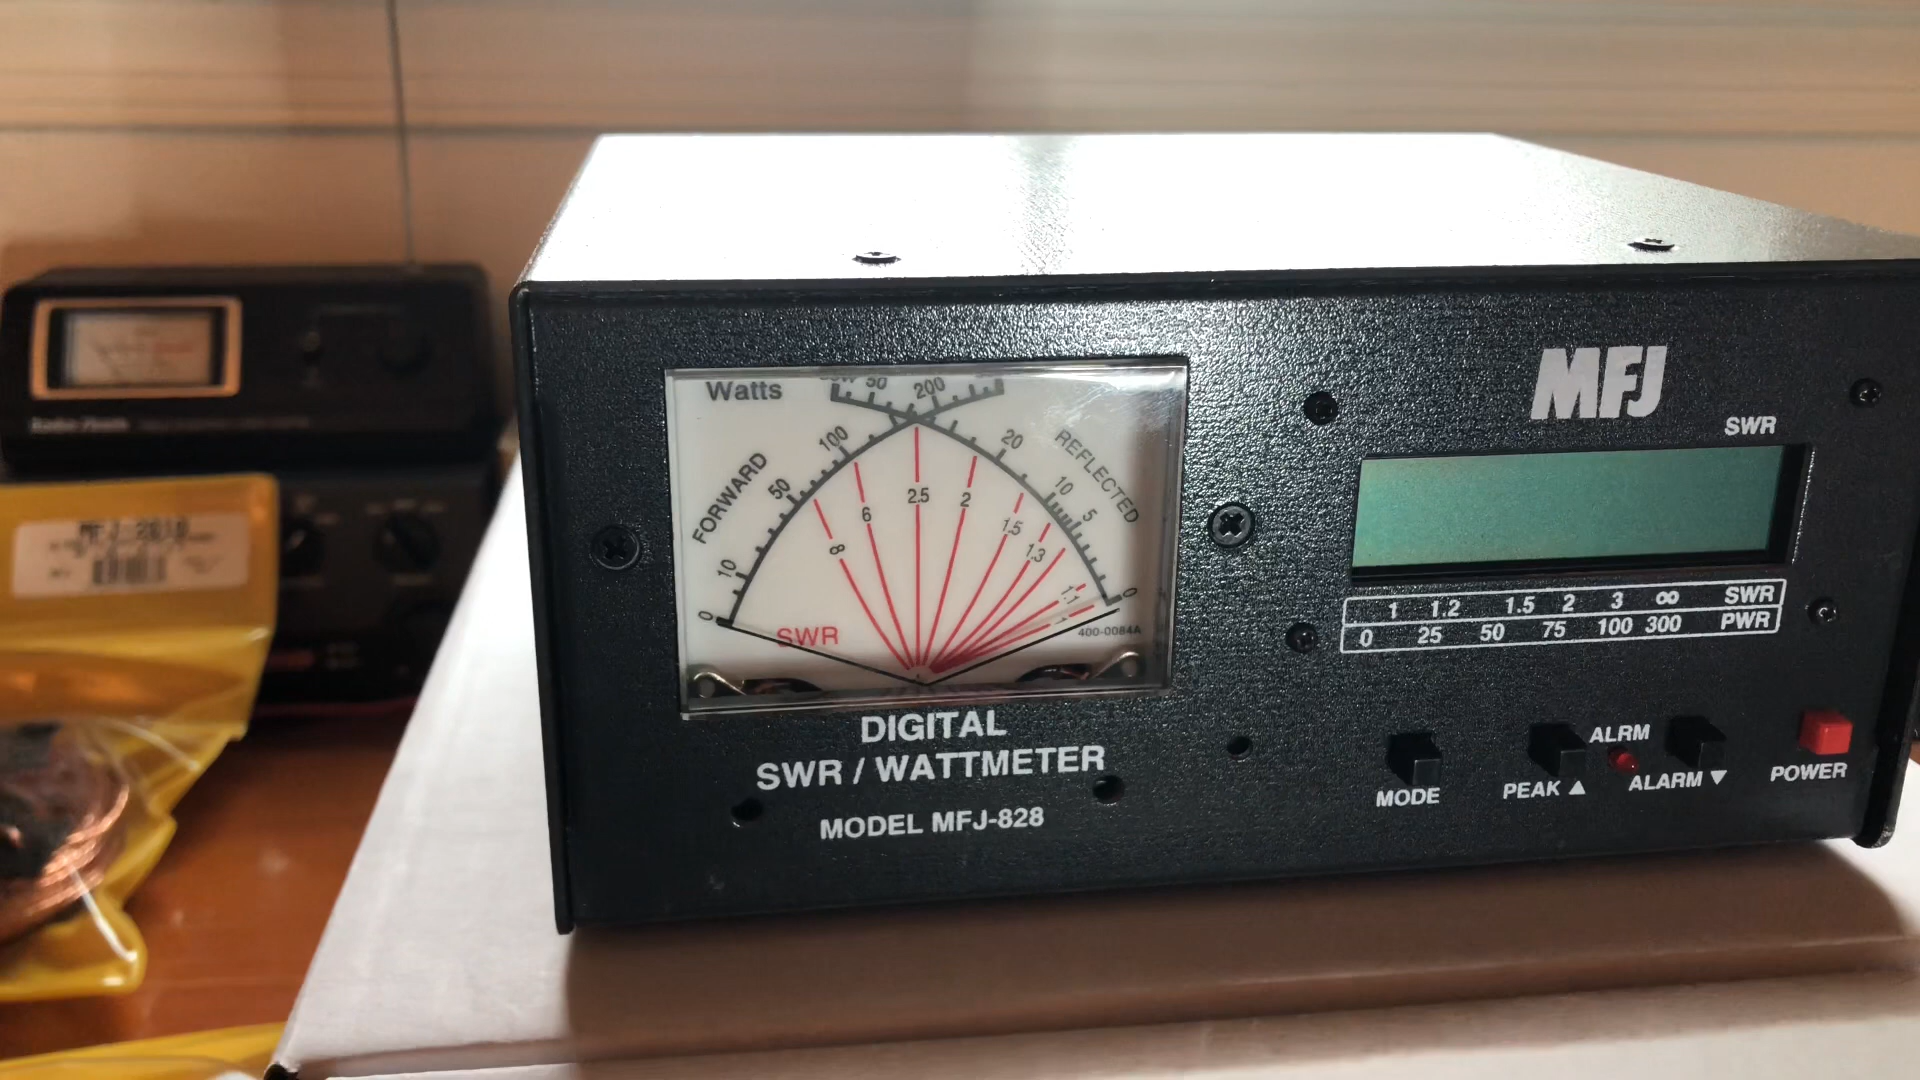 MFJ
SWR
Watts
50
200
FORWARD
REFLECTED
0
10
50
100
20
10
5
0
8
6
2.5
2
1.5
1.3
1.1
SWR
400-0084A
1 1.2 1.5 2 3 ∞ SWR
0 25 50 75 100 300 PWR
DIGITAL
SWR / WATTMETER
MODEL MFJ-828
MODE
PEAK ▲
ALRM
ALARM ▼
POWER